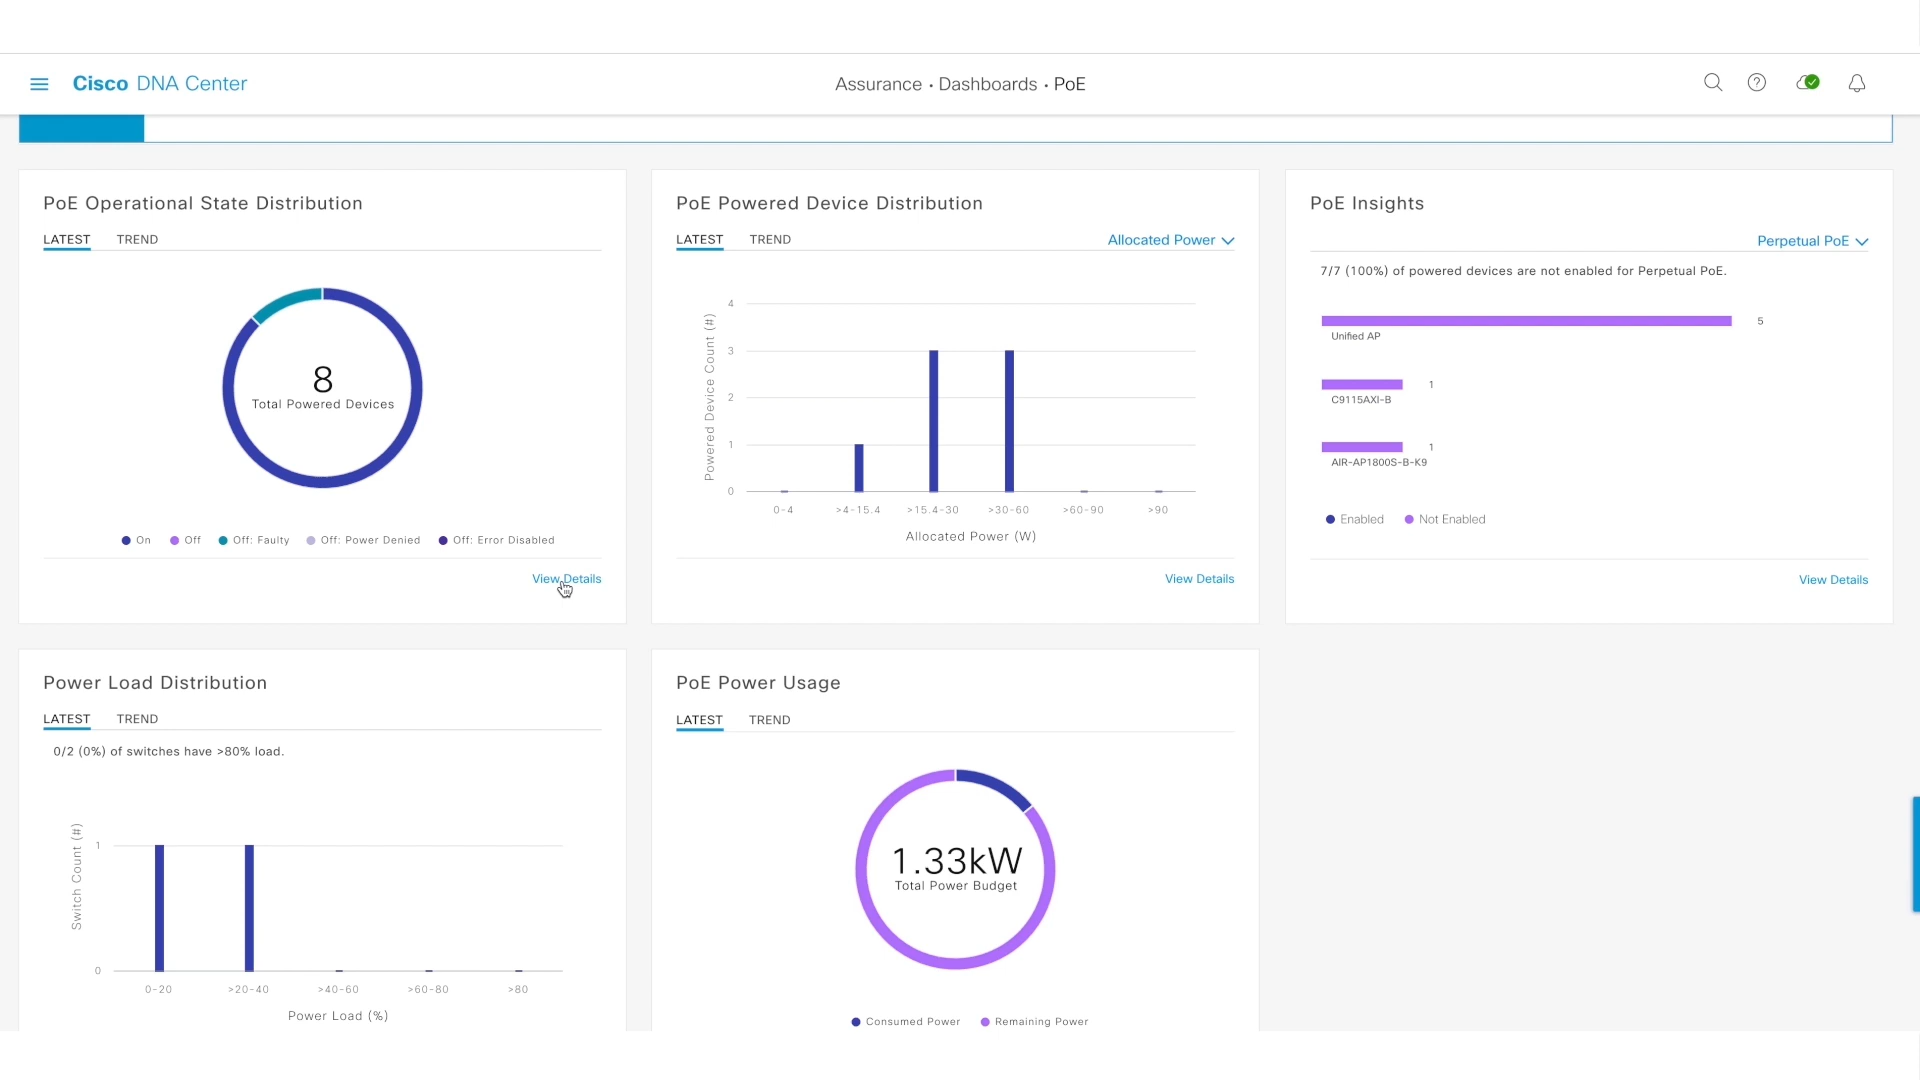 Cisco DNA Center
Assurance • Dashboards • PoE
PoE Operational State Distribution
LATEST TREND
8
Total Powered Devices
On Off Off: Faulty Off: Power Denied Off: Error Disabled
View Details
PoE Powered Device Distribution
LATEST TREND Allocated Power
Powered Device Count (#)
4
3
2
1
0
0-4 >4-15.4 >15.4-30 >30-60 >60-90 >90
Allocated Power (W)
View Details
PoE Insights
Perpetual PoE
7/7 (100%) of powered devices are not enabled for Perpetual PoE.
5
Unified AP
1
C9115AXI-B
1
AIR-AP1800S-B-K9
Enabled Not Enabled
View Details
Power Load Distribution
LATEST TREND
0/2 (0%) of switches have >80% load.
Switch Count (#)
1
0
0-20 >20-40 >40-60 >60-80 >80
Power Load (%)
PoE Power Usage
LATEST TREND
1.33kW
Total Power Budget
Consumed Power Remaining Power